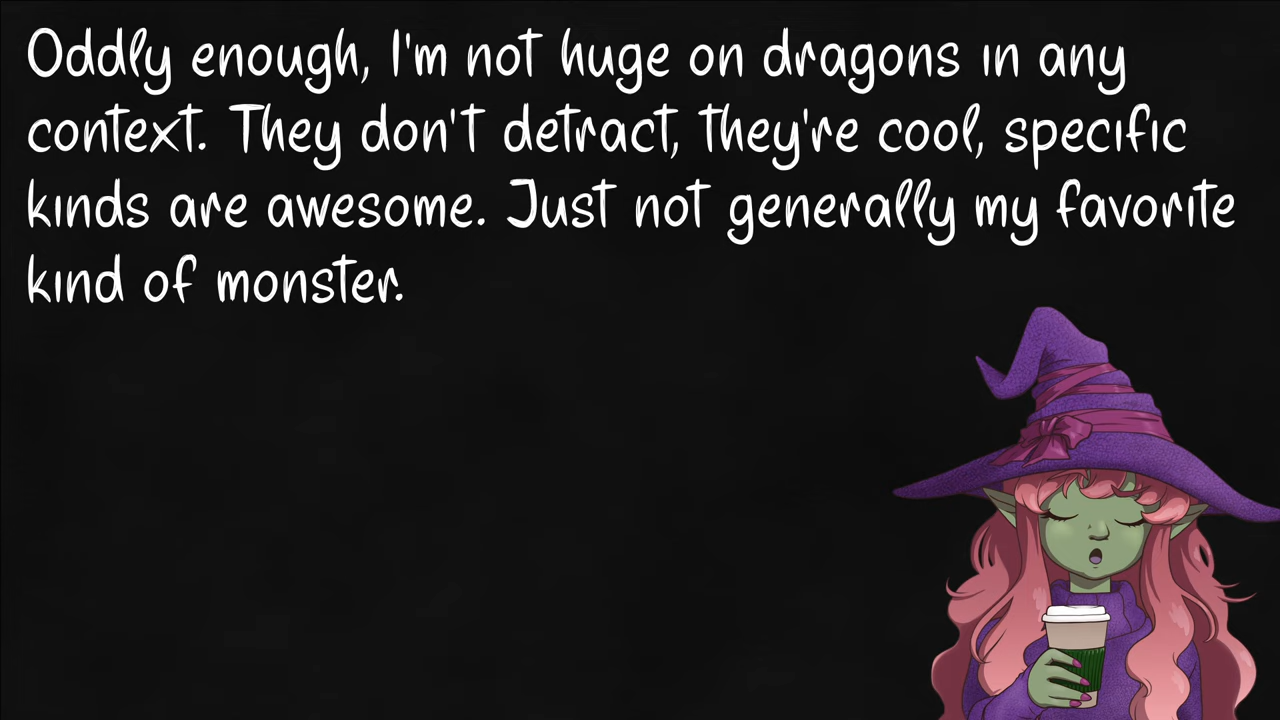 Oddly enough, I'm not huge on dragons in any
context. They don't detract, they're cool, specific
kinds are awesome. Just not generally my favorite
kind of monster.